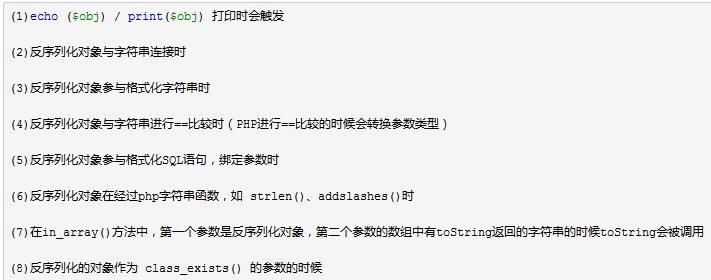 (1)echo ($obj) / print($obj) 打印时会触发
(2)反序列化对象与字符串连接时
(3)反序列化对象参与格式化字符串时
(4)反序列化对象与字符串进行==比较时（PHP进行==比较的时候会转换参数类型）
(5)反序列化对象参与格式化SQL语句，绑定参数时
(6)反序列化对象在经过php字符串函数，如 strlen()、addslashes()时
(7)在in_array()方法中，第一个参数是反序列化对象，第二个参数的数组中有toString返回的字符串的时候toString会被调用
(8)反序列化的对象作为 class_exists() 的参数的时候